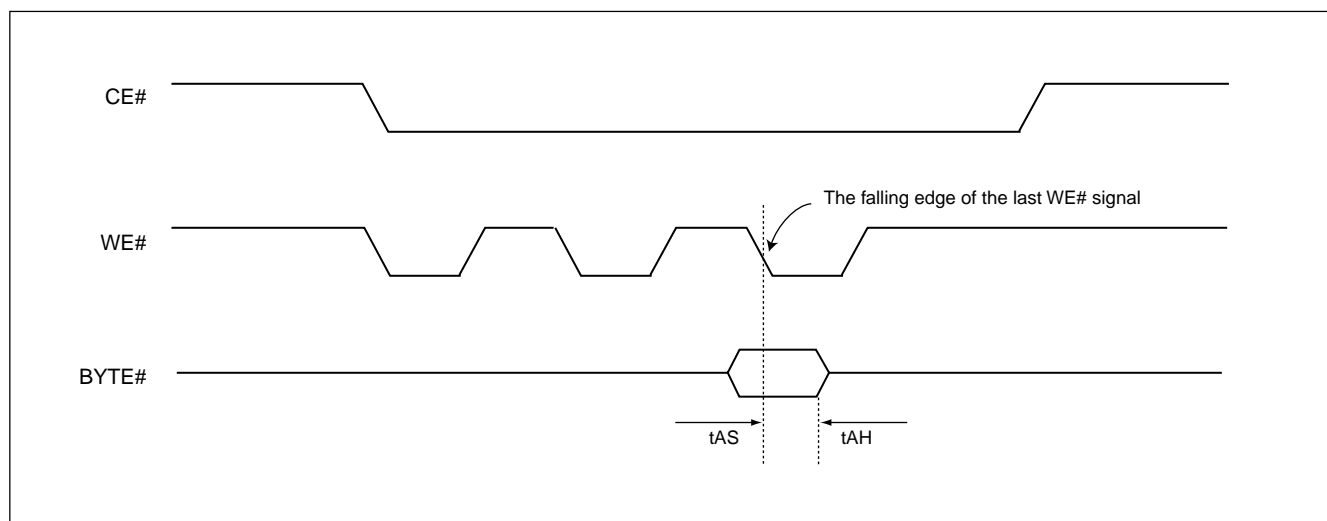 CE#
The falling edge of the last WE# signal
WE#
BYTE#
tAS
tAH